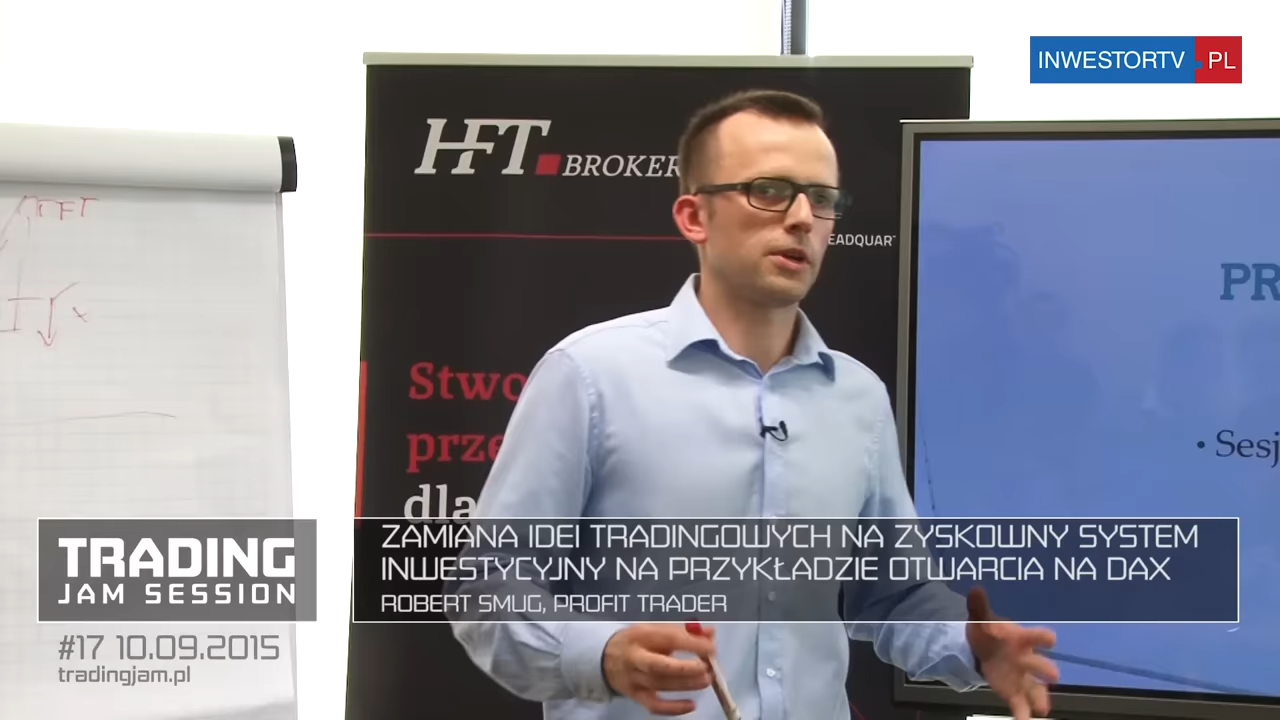 INWESTORTV.PL
HFT BROKER
EADQUAR
PR
Stwo
prze
dla
• Sesj
TRADING
JAM SESSION
#17 10.09.2015
tradingjam.pl
ZAMIANA IDEI TRADINGOWYCH NA ZYSKOWNY SYSTEM
INWESTYCYJNY NA PRZYKŁADZIE OTWARCIA NA DAX
ROBERT SMUG, PROFIT TRADER